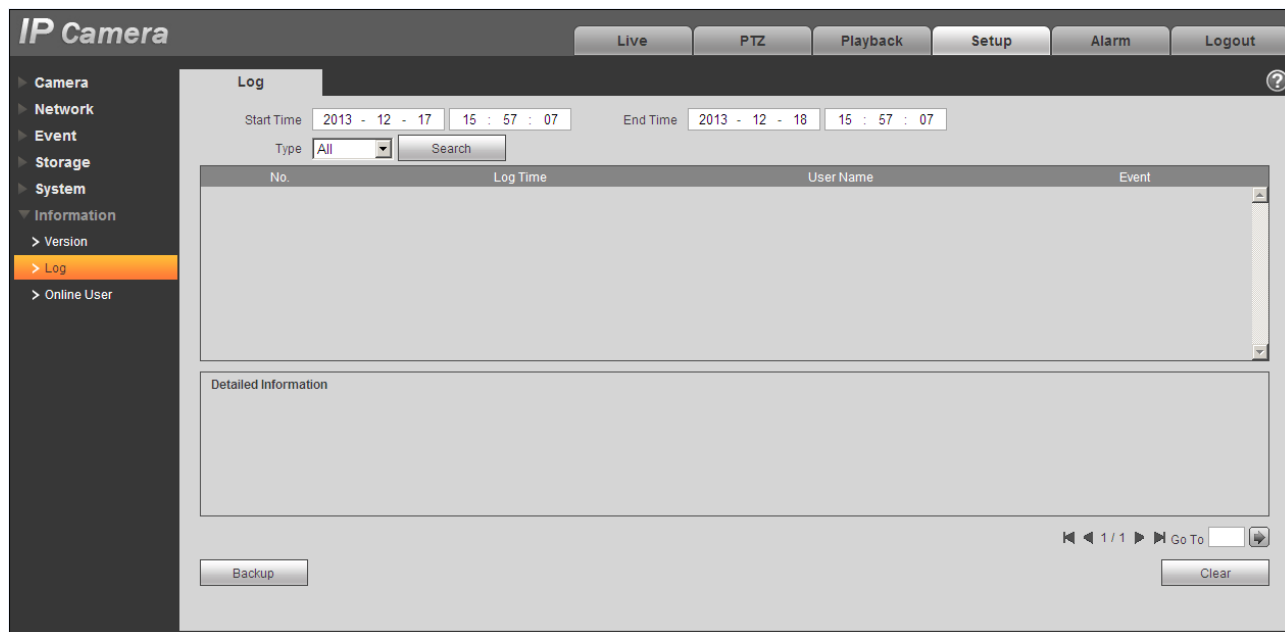 IP Camera
Live PTZ Playback Setup Alarm Logout
Camera
Network
Event
Storage
System
Information
> Version
> Log
> Online User
Log
?
Start Time 2013 - 12 - 17 15 : 57 : 07 End Time 2013 - 12 - 18 15 : 57 : 07
Type All Search
No. Log Time User Name Event
Detailed Information
1 / 1 Go To
Backup Clear